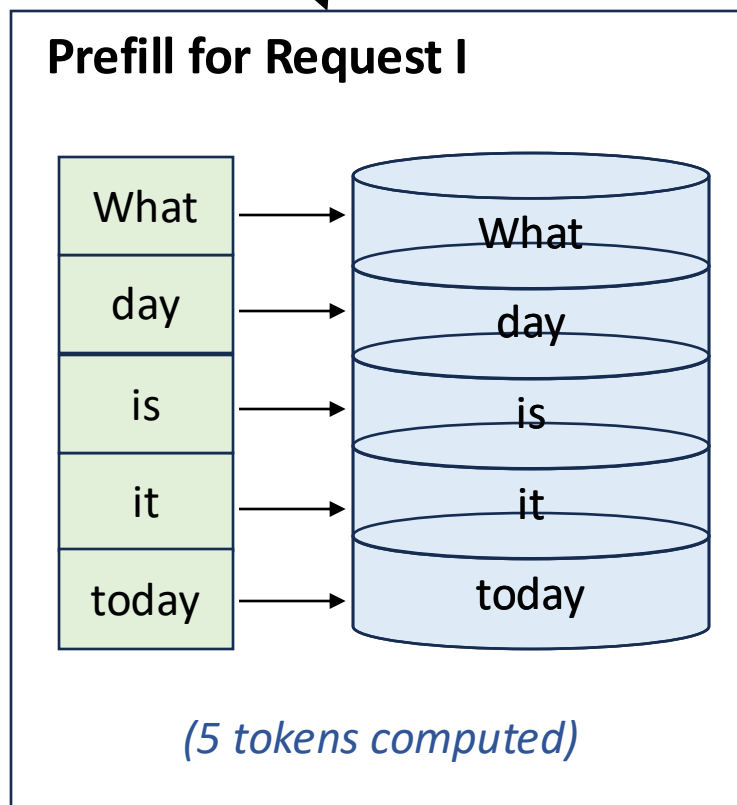 Prefill for Request I
What
What
day
day
is
is
it
it
today
today
(5 tokens computed)